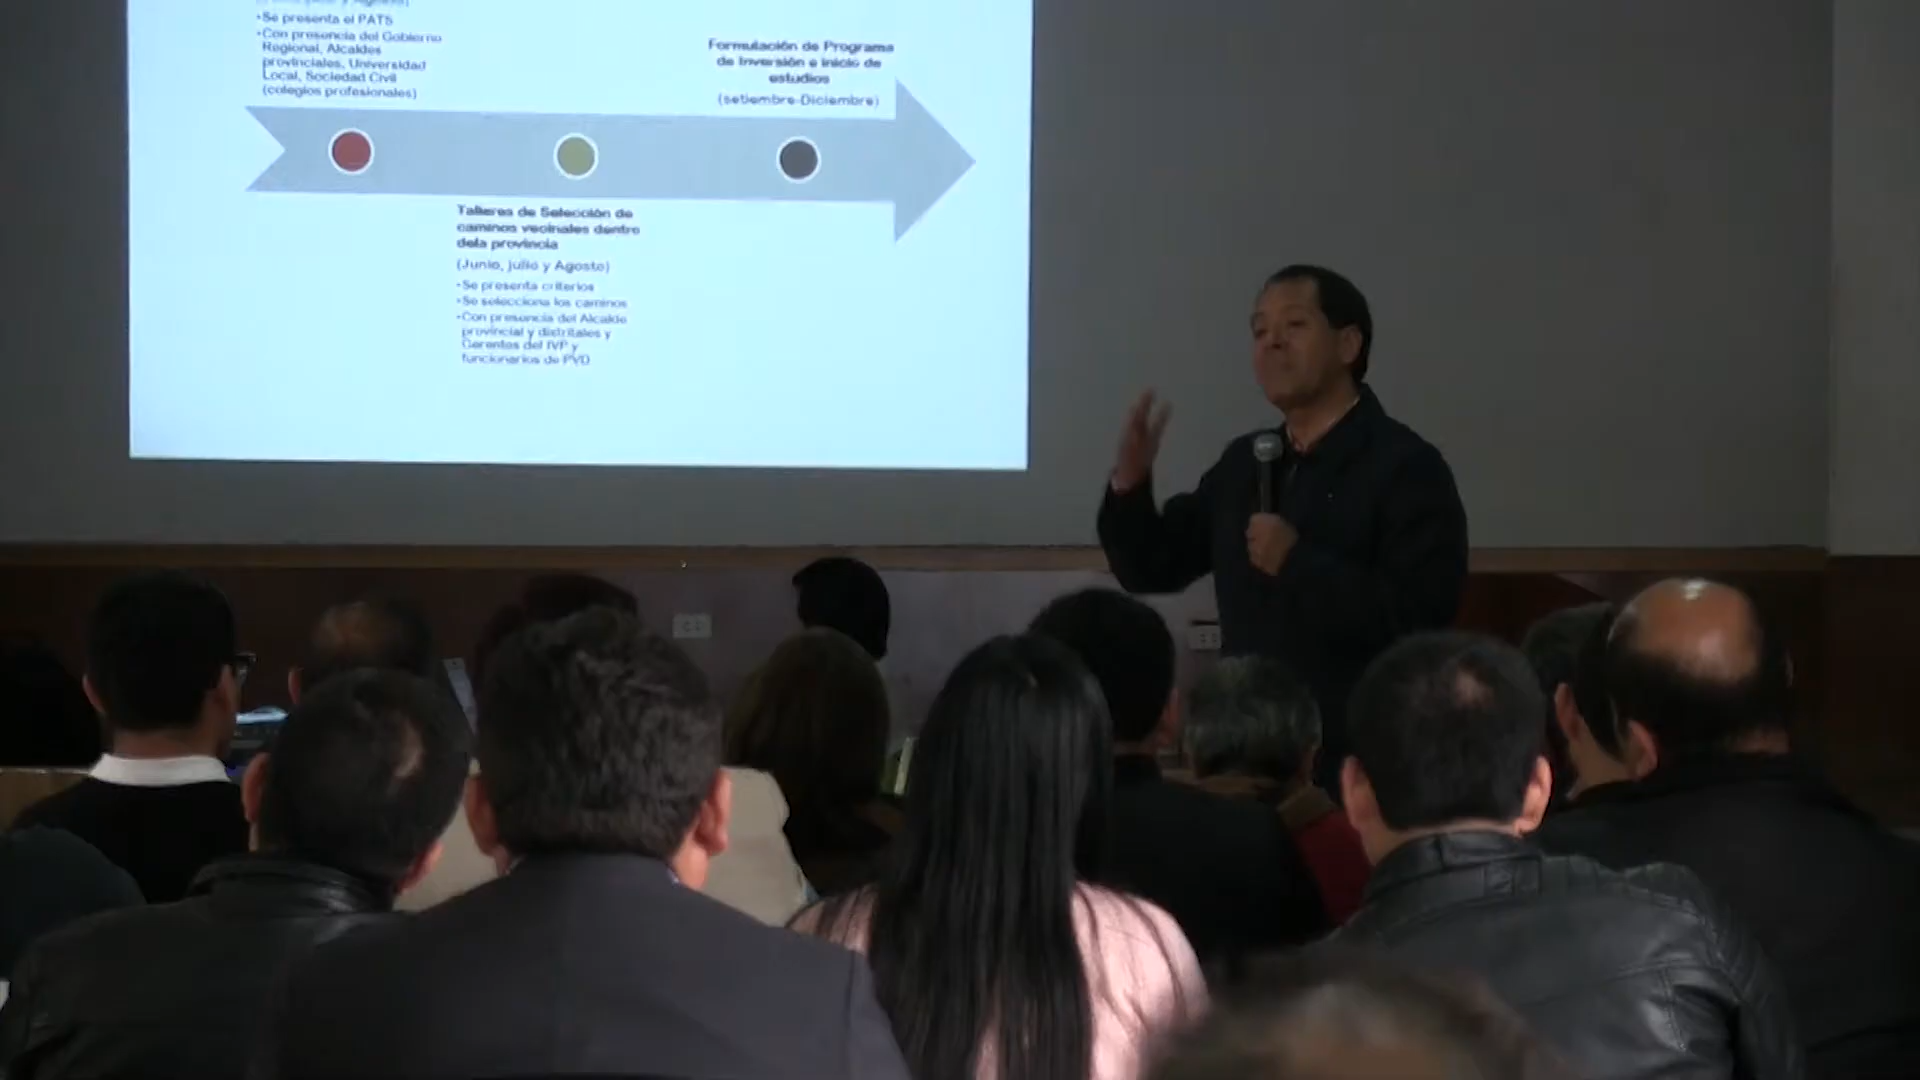 •Se presenta el PATS
•Con presencia del Gobierno
Regional, Alcaldes
provinciales, Universidad
Local, Sociedad Civil
(colegios profesionales)
Formulación de Programa
de Inversión e inicio de
estudios
(setiembre-Diciembre)
Talleres de Selección de
caminos vecinales dentro
dela provincia
(Junio, julio y Agosto)
•Se presenta criterios
•Se selecciona los caminos
•Con presencia del Alcalde
provincial y distritales y
Gerentes del IVP y
funcionarios de PVD